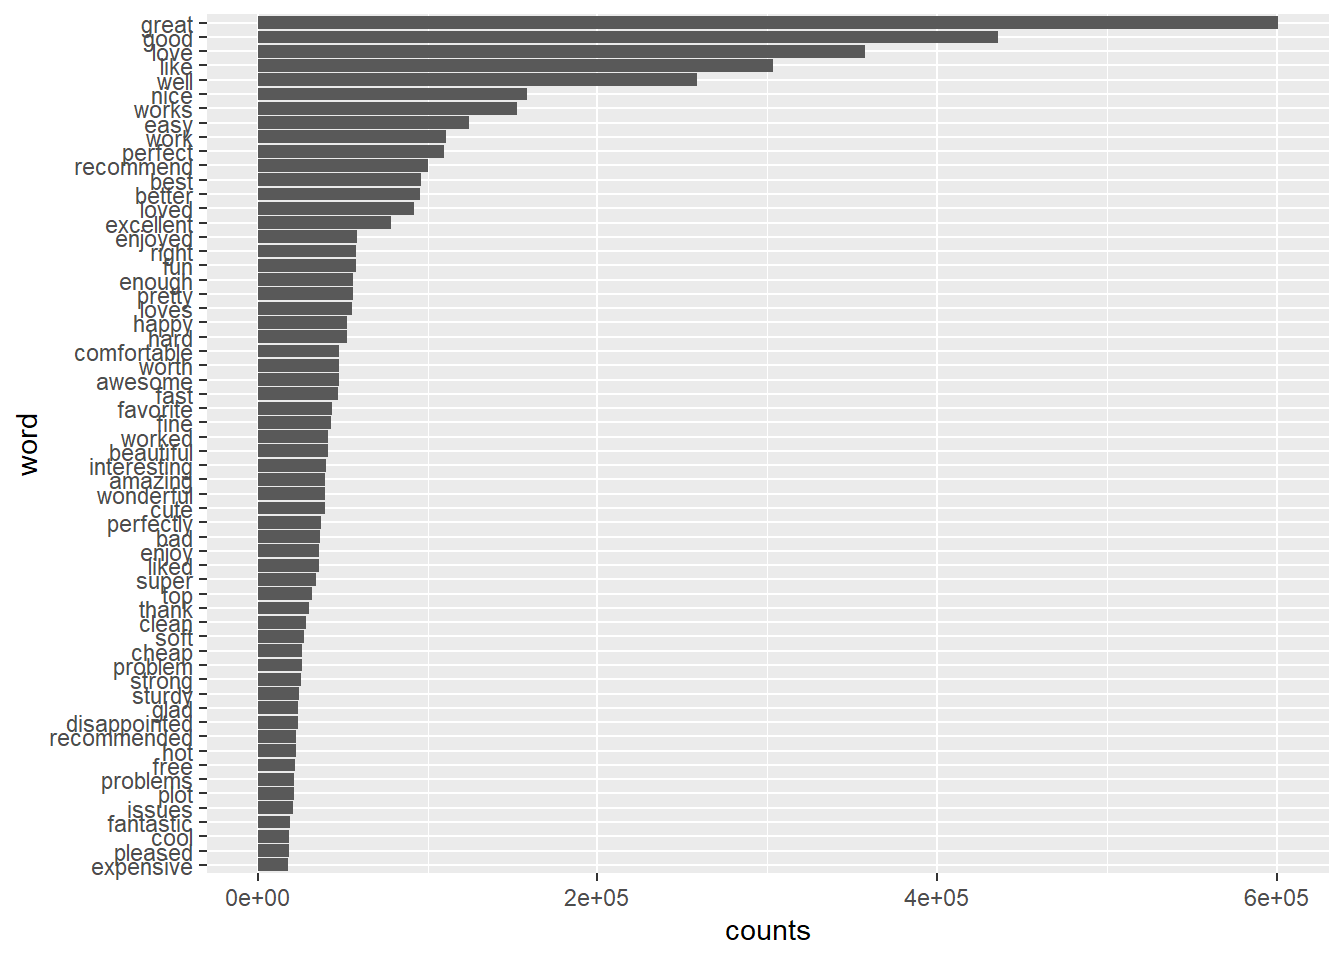 great
good
love
like
well
nice
works
easy
work
perfect
recommend
best
better
loved
excellent
enjoyed
right
fun
enough
pretty
loves
happy
hard
comfortable
worth
awesome
fast
favorite
fine
worked
beautiful
interesting
amazing
wonderful
cute
perfectly
bad
enjoy
liked
super
top
thank
clean
soft
cheap
problem
strong
sturdy
glad
disappointed
recommended
hot
free
problems
plot
issues
fantastic
cool
pleased
expensive
word
0e+00 2e+05 4e+05 6e+05
counts